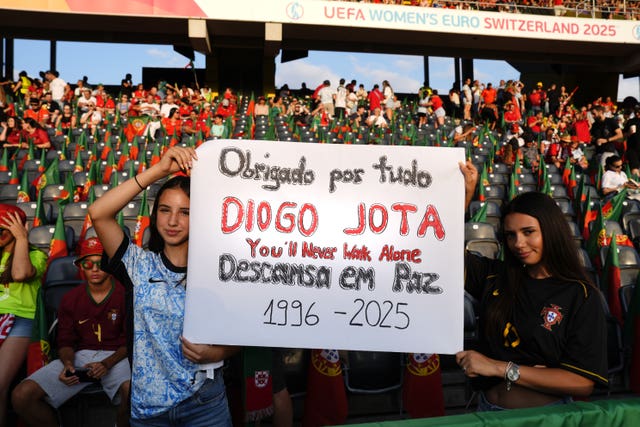 UEFA WOMEN'S EURO SWITZERLAND 2025
Obrigado por tudo
DIOGO JOTA
You'll Never Walk Alone
Descansa em Paz
1996 - 2025